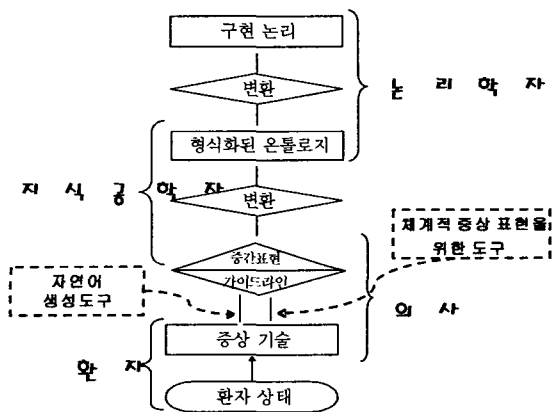 구현 논리
변환
논 리 학 자
형식화된 온톨로지
지 식 공 학 자
변환
체계적 증상 표현을
위한 도구
중간표현
가이드라인
자연어
생성도구
의 사
증상 기술
환 자
환자 상태